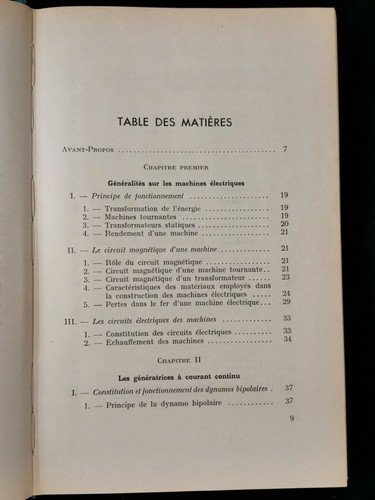 TABLE DES MATIÈRES
AVANT-PROPOS .......................... 7
CHAPITRE PREMIER
Généralités sur les machines électriques
I. — Principe de fonctionnement .......... 19
1. — Transformation de l'énergie .......... 19
2. — Machines tournantes .......... 19
3. — Transformateurs statiques .......... 20
4. — Rendement d'une machine .......... 21
II. — Le circuit magnétique d'une machine .......... 21
1. — Rôle du circuit magnétique .......... 21
2. — Circuit magnétique d'une machine tournante .. 21
3. — Circuit magnétique d'un transformateur ...... 23
4. — Caractéristiques des matériaux employés dans
la construction des machines électriques ...... 24
5. — Pertes dans le fer d'une machine électrique .... 29
III. — Les circuits électriques des machines .......... 33
1. — Constitution des circuits électriques .......... 33
2. — Echauffement des machines .......... 34
CHAPITRE II
Les génératrices à courant continu
I. — Constitution et fonctionnement des dynamos bipolaires . 37
1. — Principe de la dynamo bipolaire ............ 37
9